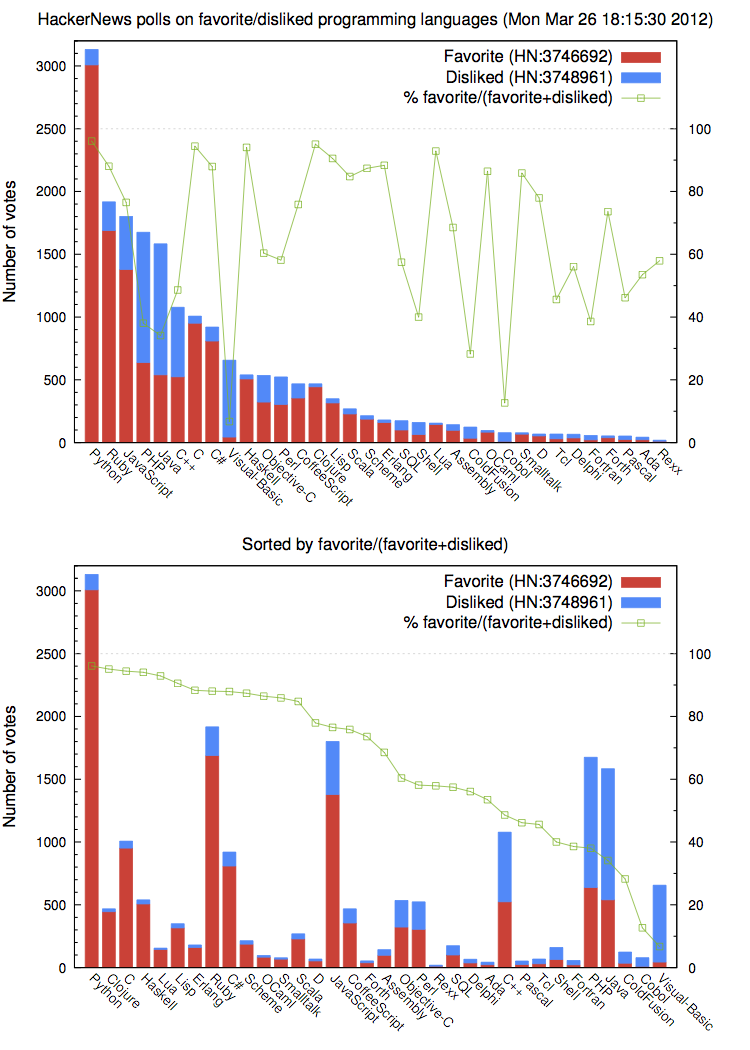 HackerNews polls on favorite/disliked programming languages (Mon Mar 26 18:15:30 2012)
Favorite (HN:3746692)
Disliked (HN:3748961)
% favorite/(favorite+disliked)
Number of votes
3000
2500
2000
1500
1000
500
0
100
80
60
40
20
0
Python
Ruby
JavaScript
PHP
Java
C++
C
C#
Visual-Basic
Haskell
Objective-C
Perl
CoffeeScript
Clojure
Lisp
Scala
Scheme
Erlang
SQL
Shell
Lua
Assembly
ColdFusion
OCaml
Cobol
Smalltalk
D
Tcl
Delphi
Fortran
Forth
Pascal
Ada
Rexx
Sorted by favorite/(favorite+disliked)
Favorite (HN:3746692)
Disliked (HN:3748961)
% favorite/(favorite+disliked)
Number of votes
3000
2500
2000
1500
1000
500
0
100
80
60
40
20
0
Python
Clojure
C
Haskell
Lua
Lisp
Erlang
Ruby
C#
Scheme
OCaml
Smalltalk
Scala
D
JavaScript
CoffeeScript
Forth
Assembly
Objective-C
Perl
Rexx
SQL
Delphi
Ada
C++
Pascal
Tcl
Shell
Fortran
PHP
Java
ColdFusion
Cobol
Visual-Basic